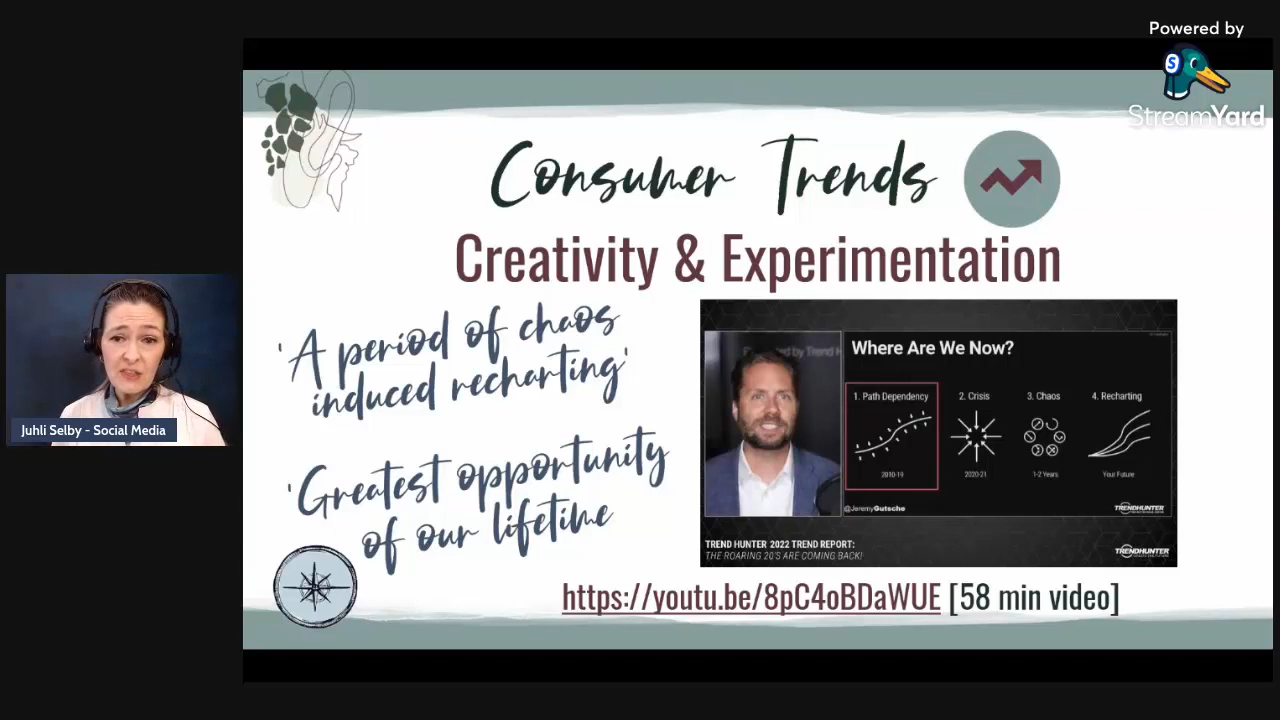 Powered by
StreamYard
Consumer Trends
Creativity & Experimentation
'A period of chaos
induced recharting'
'Greatest opportunity
of our lifetime
Where Are We Now?
1. Path Dependency
2. Crisis
3. Chaos
4. Recharting
2010-19
2020-21
1-2 Years
Your Future
@JeremyGutsche
TRENDHUNTER
TREND HUNTER 2022 TREND REPORT:
THE ROARING 20'S ARE COMING BACK!
TRENDHUNTER
https://youtu.be/8pC4oBDaWUE [58 min video]
Juhli Selby - Social Media